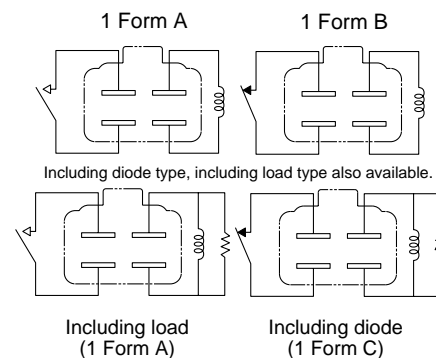 1 Form A
1 Form B
Including diode type, including load type also available.
Including load
(1 Form A)
Including diode
(1 Form C)